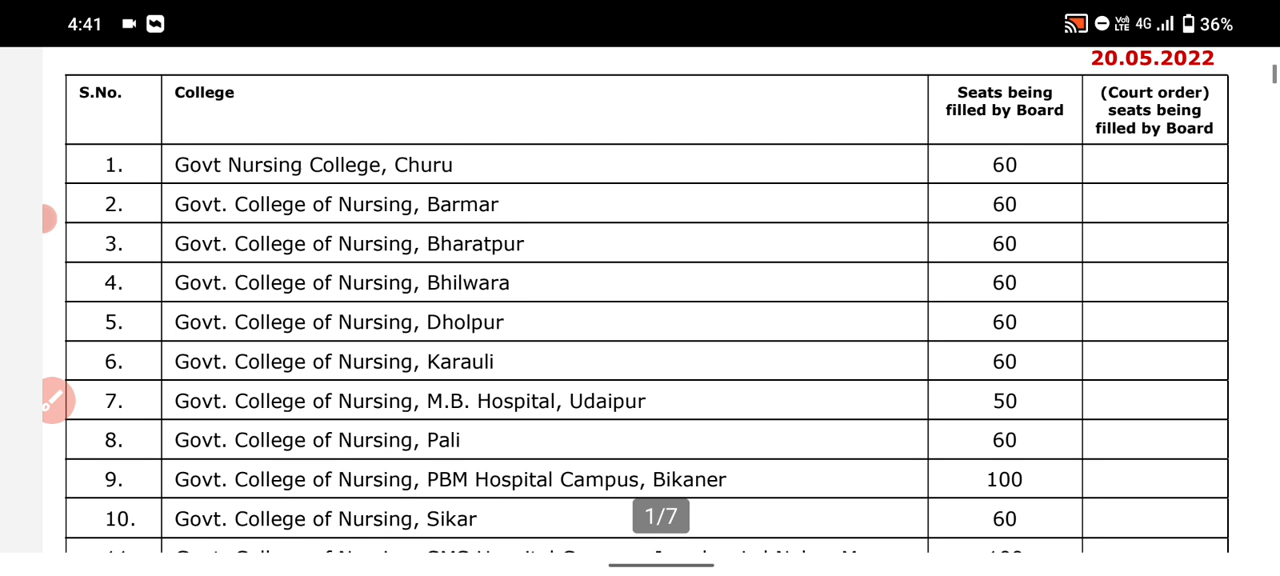 4:41 Vo) LTE 4G 36%
20.05.2022
S.No. College Seats being filled by Board (Court order) seats being filled by Board
1. Govt Nursing College, Churu 60
2. Govt. College of Nursing, Barmar 60
3. Govt. College of Nursing, Bharatpur 60
4. Govt. College of Nursing, Bhilwara 60
5. Govt. College of Nursing, Dholpur 60
6. Govt. College of Nursing, Karauli 60
7. Govt. College of Nursing, M.B. Hospital, Udaipur 50
8. Govt. College of Nursing, Pali 60
9. Govt. College of Nursing, PBM Hospital Campus, Bikaner 100
10. Govt. College of Nursing, Sikar 60
1/7